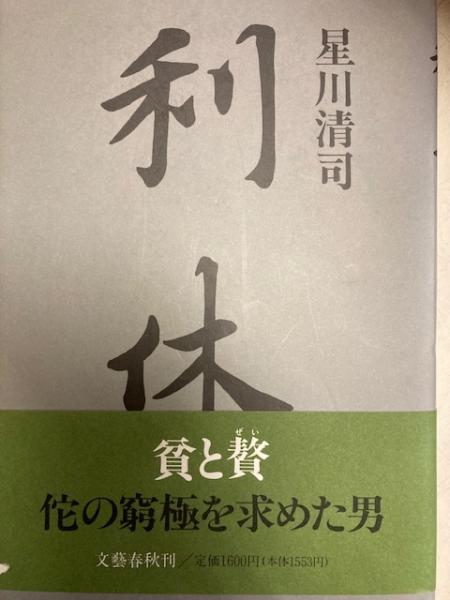 星川清司
利休
貧と贅
ぜい
侘の窮極を求めた男
文藝春秋刊／定価1600円（本体1553円）